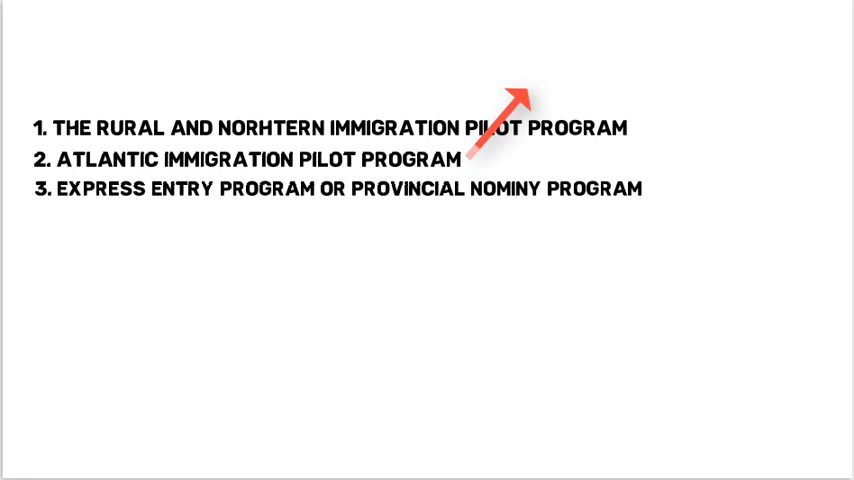 1. THE RURAL AND NORHTERN IMMIGRATION PILOT PROGRAM
2. ATLANTIC IMMIGRATION PILOT PROGRAM
3. EXPRESS ENTRY PROGRAM OR PROVINCIAL NOMINY PROGRAM